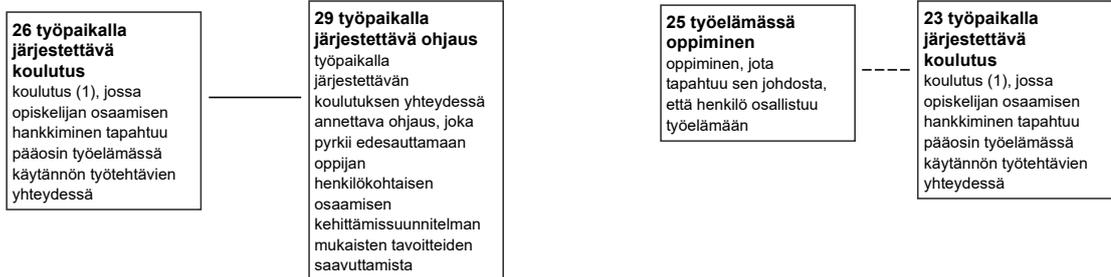 26 työpaikalla
järjestettävä
koulutus
koulutus (1), jossa
opiskelijan osaamisen
hankkiminen tapahtuu
pääosin työelämässä
käytännön työtehtävien
yhteydessä
29 työpaikalla
järjestettävä ohjaus
työpaikalla
järjestettävän
koulutuksen yhteydessä
annettava ohjaus, joka
pyrkii edesauttamaan
oppijan
henkilökohtaisen
osaamisen
kehittämissuunnitelman
mukaisten tavoitteiden
saavuttamista
25 työelämässä
oppiminen
oppiminen, jota
tapahtuu sen johdosta,
että henkilö osallistuu
työelämään
23 työpaikalla
järjestettävä
koulutus
koulutus (1), jossa
opiskelijan osaamisen
hankkiminen tapahtuu
pääosin työelämässä
käytännön työtehtävien
yhteydessä